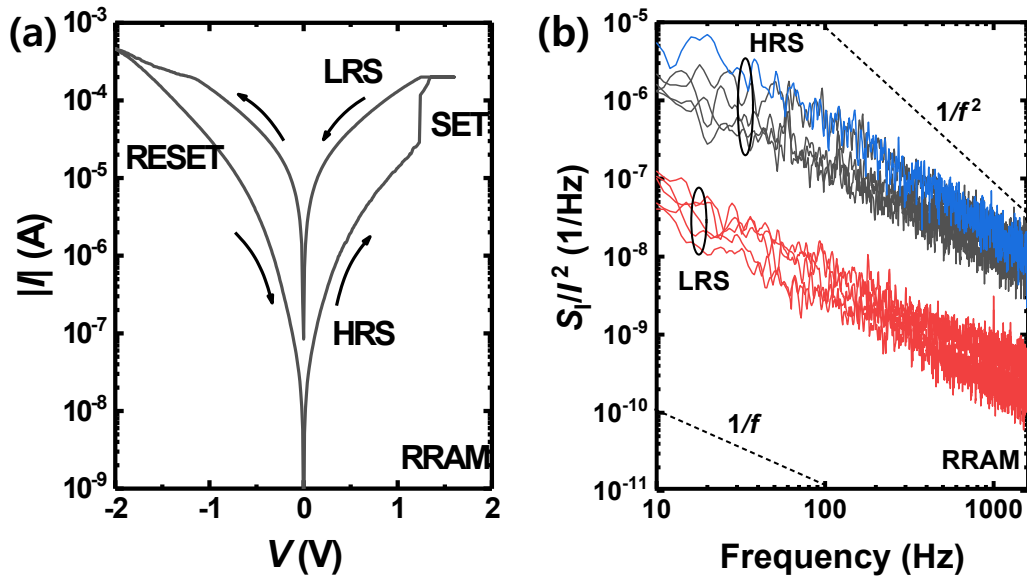 (a)
10⁻³
10⁻⁴
10⁻⁵
10⁻⁶
10⁻⁷
10⁻⁸
10⁻⁹
|I| (A)
LRS
SET
RESET
HRS
RRAM
-2 -1 0 1 2
V (V)
(b)
10⁻⁵
10⁻⁶
10⁻⁷
10⁻⁸
10⁻⁹
10⁻¹⁰
10⁻¹¹
S_I/I² (1/Hz)
HRS
1/f²
LRS
1/f
RRAM
10 100 1000
Frequency (Hz)